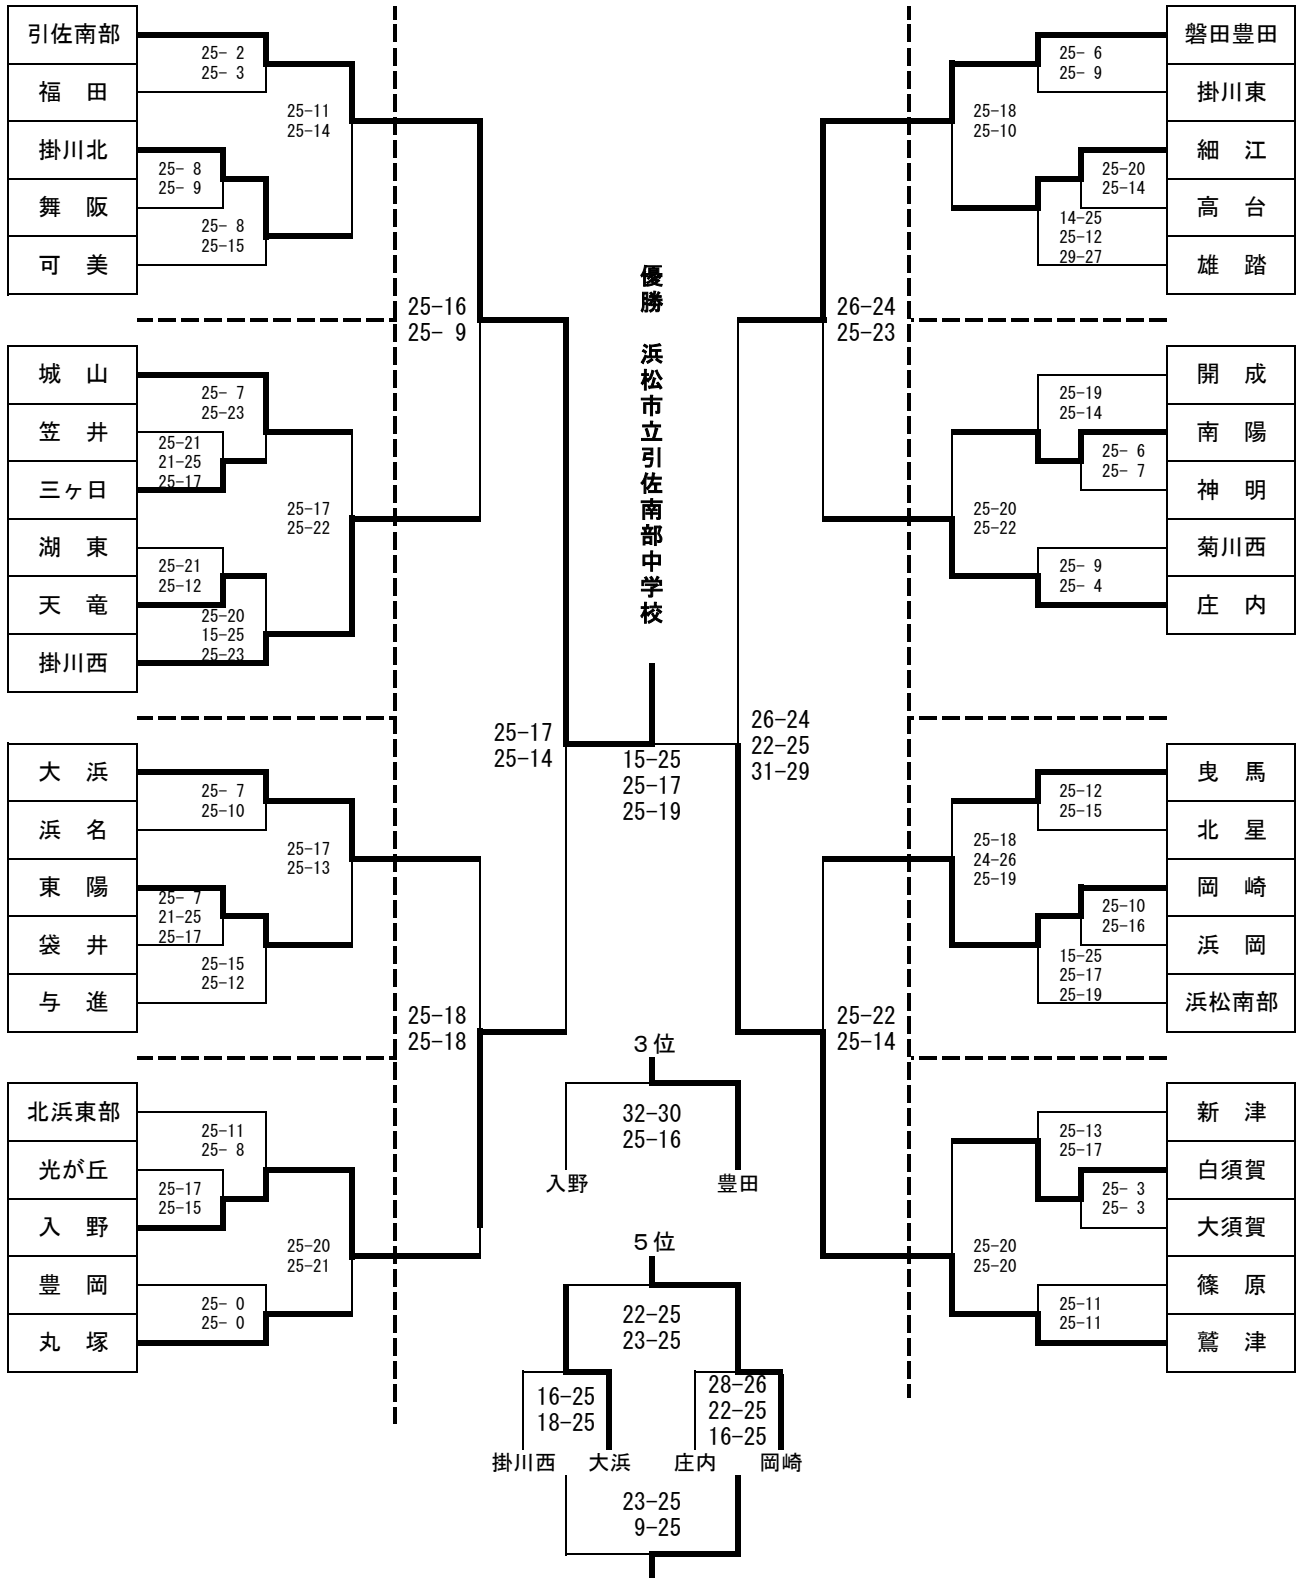 引佐南部
25- 2
25- 3
福　田
25-11
25-14
掛川北
25- 8
25- 9
舞　阪
25- 8
25-15
可　美
25-16
25- 9
城　山
25- 7
25-23
笠　井
25-21
21-25
25-17
三ヶ日
25-17
25-22
湖　東
25-21
25-12
天　竜
25-20
15-25
25-23
掛川西
25-17
25-14
大　浜
25- 7
25-10
浜　名
25-17
25-13
東　陽
25- 7
21-25
25-17
袋　井
25-15
25-12
与　進
25-18
25-18
北浜東部
25-11
25- 8
光が丘
25-17
25-15
入　野
25-20
25-21
豊　岡
25- 0
25- 0
丸　塚
優勝　浜松市立引佐南部中学校
15-25
25-17
25-19
磐田豊田
25- 6
25- 9
掛川東
25-18
25-10
細　江
25-20
25-14
高　台
14-25
25-12
29-27
雄　踏
26-24
25-23
開　成
25-19
25-14
南　陽
25- 6
25- 7
神　明
25-20
25-22
菊川西
25- 9
25- 4
庄　内
26-24
22-25
31-29
曳　馬
25-12
25-15
北　星
25-18
24-26
25-19
岡　崎
25-10
25-16
浜　岡
15-25
25-17
25-19
浜松南部
25-22
25-14
新　津
25-13
25-17
白須賀
25- 3
25- 3
大須賀
25-20
25-20
篠　原
25-11
25-11
鷲　津
３位
32-30
25-16
入野　豊田
５位
22-25
23-25
16-25
18-25
28-26
22-25
16-25
掛川西　大浜　庄内　岡崎
23-25
9-25